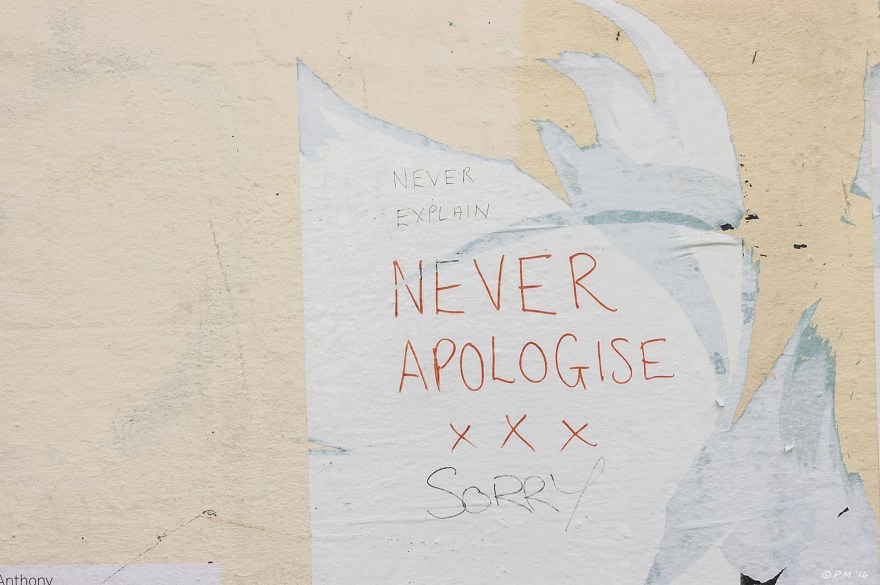 NEVER
EXPLAIN
NEVER
APOLOGISE
x x x
SORRY
Anthony
© PM '14